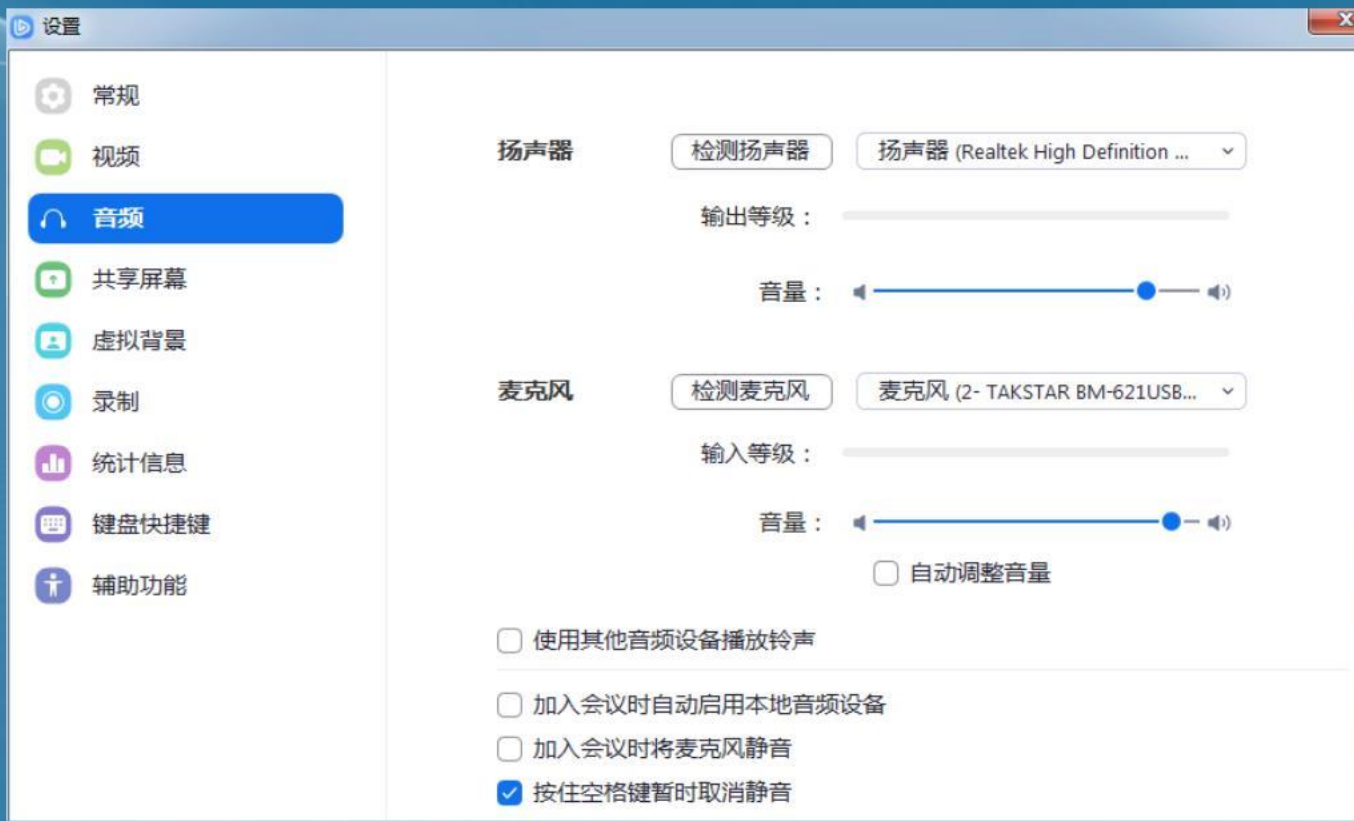 设置
常规
视频
音频
共享屏幕
虚拟背景
录制
统计信息
键盘快捷键
辅助功能
扬声器 检测扬声器 扬声器 (Realtek High Definition ...
输出等级：
音量：
麦克风 检测麦克风 麦克风 (2- TAKSTAR BM-621USB...
输入等级：
音量：
自动调整音量
使用其他音频设备播放铃声
加入会议时自动启用本地音频设备
加入会议时将麦克风静音
按住空格键暂时取消静音